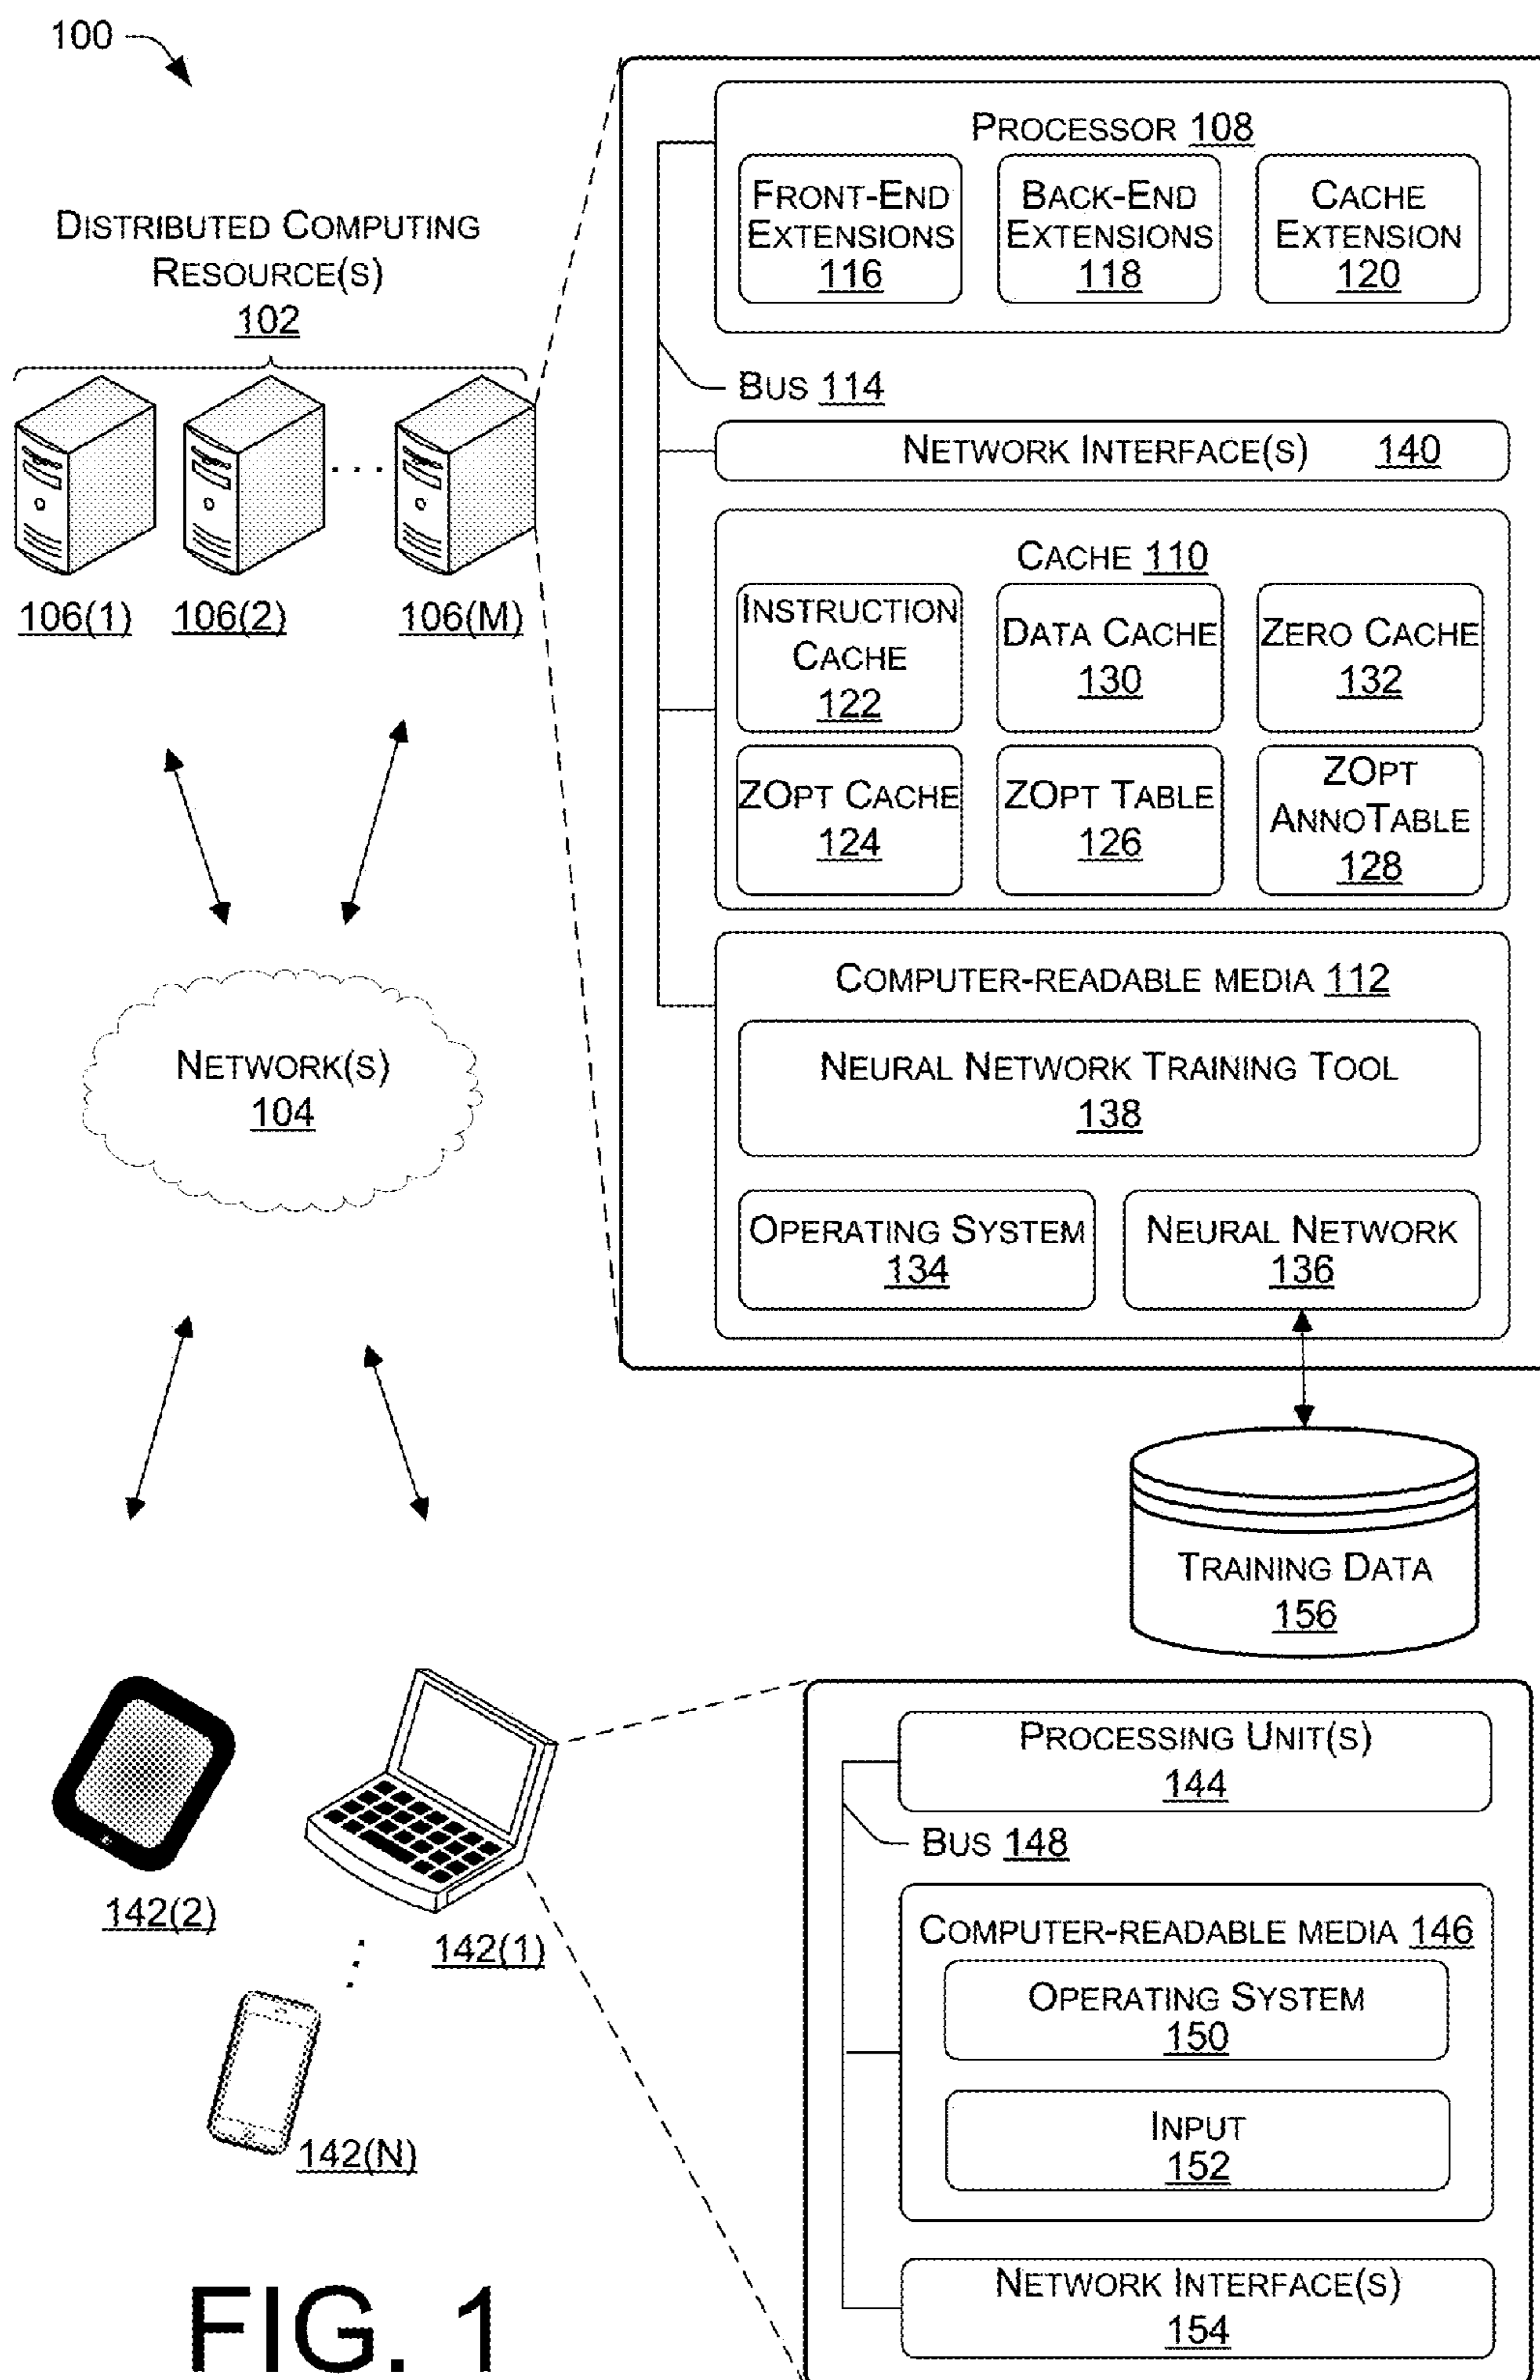 100
DISTRIBUTED COMPUTING
RESOURCE(S)
102
106(1)
106(2)
. . .
106(M)
PROCESSOR 108
FRONT-END
EXTENSIONS
116
BACK-END
EXTENSIONS
118
CACHE
EXTENSION
120
BUS 114
NETWORK INTERFACE(S) 140
CACHE 110
INSTRUCTION
CACHE
122
DATA CACHE
130
ZERO CACHE
132
ZOPT CACHE
124
ZOPT TABLE
126
ZOPT
ANNOTABLE
128
COMPUTER-READABLE MEDIA 112
NEURAL NETWORK TRAINING TOOL
138
OPERATING SYSTEM
134
NEURAL NETWORK
136
NETWORK(S)
104
TRAINING DATA
156
142(2)
142(1)
142(N)
PROCESSING UNIT(S)
144
BUS 148
COMPUTER-READABLE MEDIA 146
OPERATING SYSTEM
150
INPUT
152
NETWORK INTERFACE(S)
154
FIG. 1